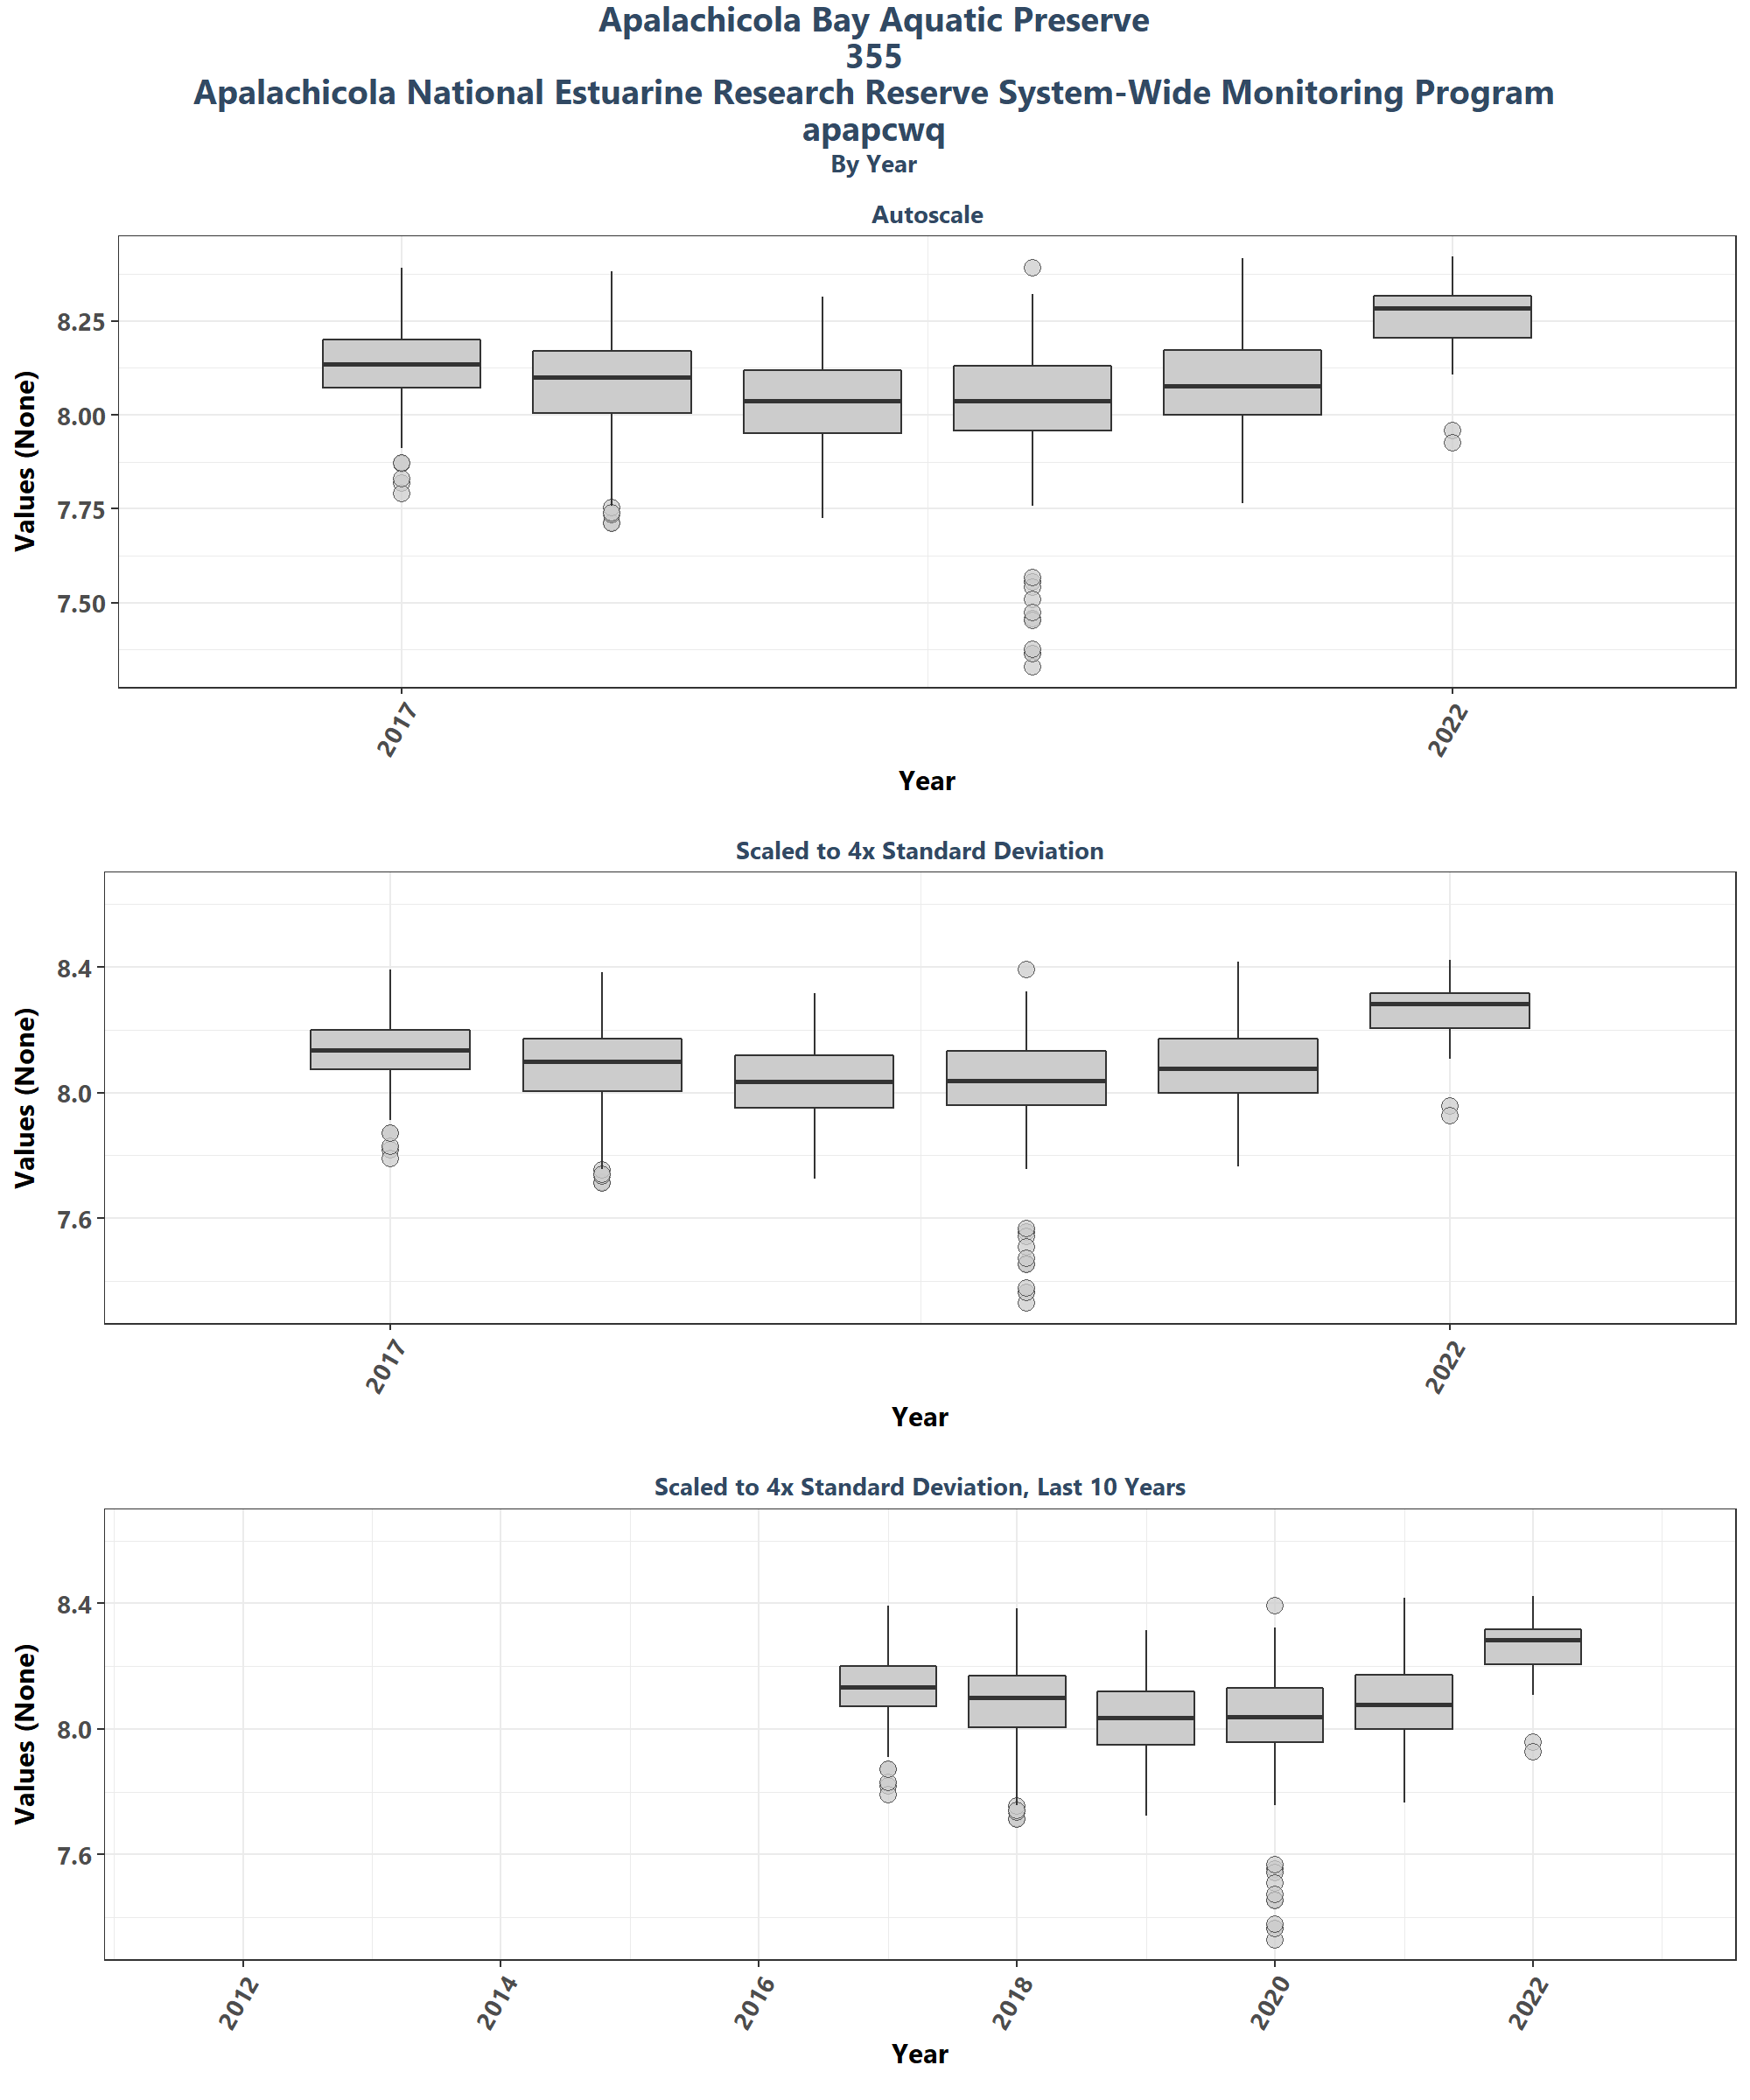 Apalachicola Bay Aquatic Preserve
355
Apalachicola National Estuarine Research Reserve System-Wide Monitoring Program
apapcwq
By Year
Autoscale
Values (None)
8.25
8.00
7.75
7.50
2017
2022
Year
Scaled to 4x Standard Deviation
Values (None)
8.4
8.0
7.6
2017
2022
Year
Scaled to 4x Standard Deviation, Last 10 Years
Values (None)
8.4
8.0
7.6
2012
2014
2016
2018
2020
2022
Year